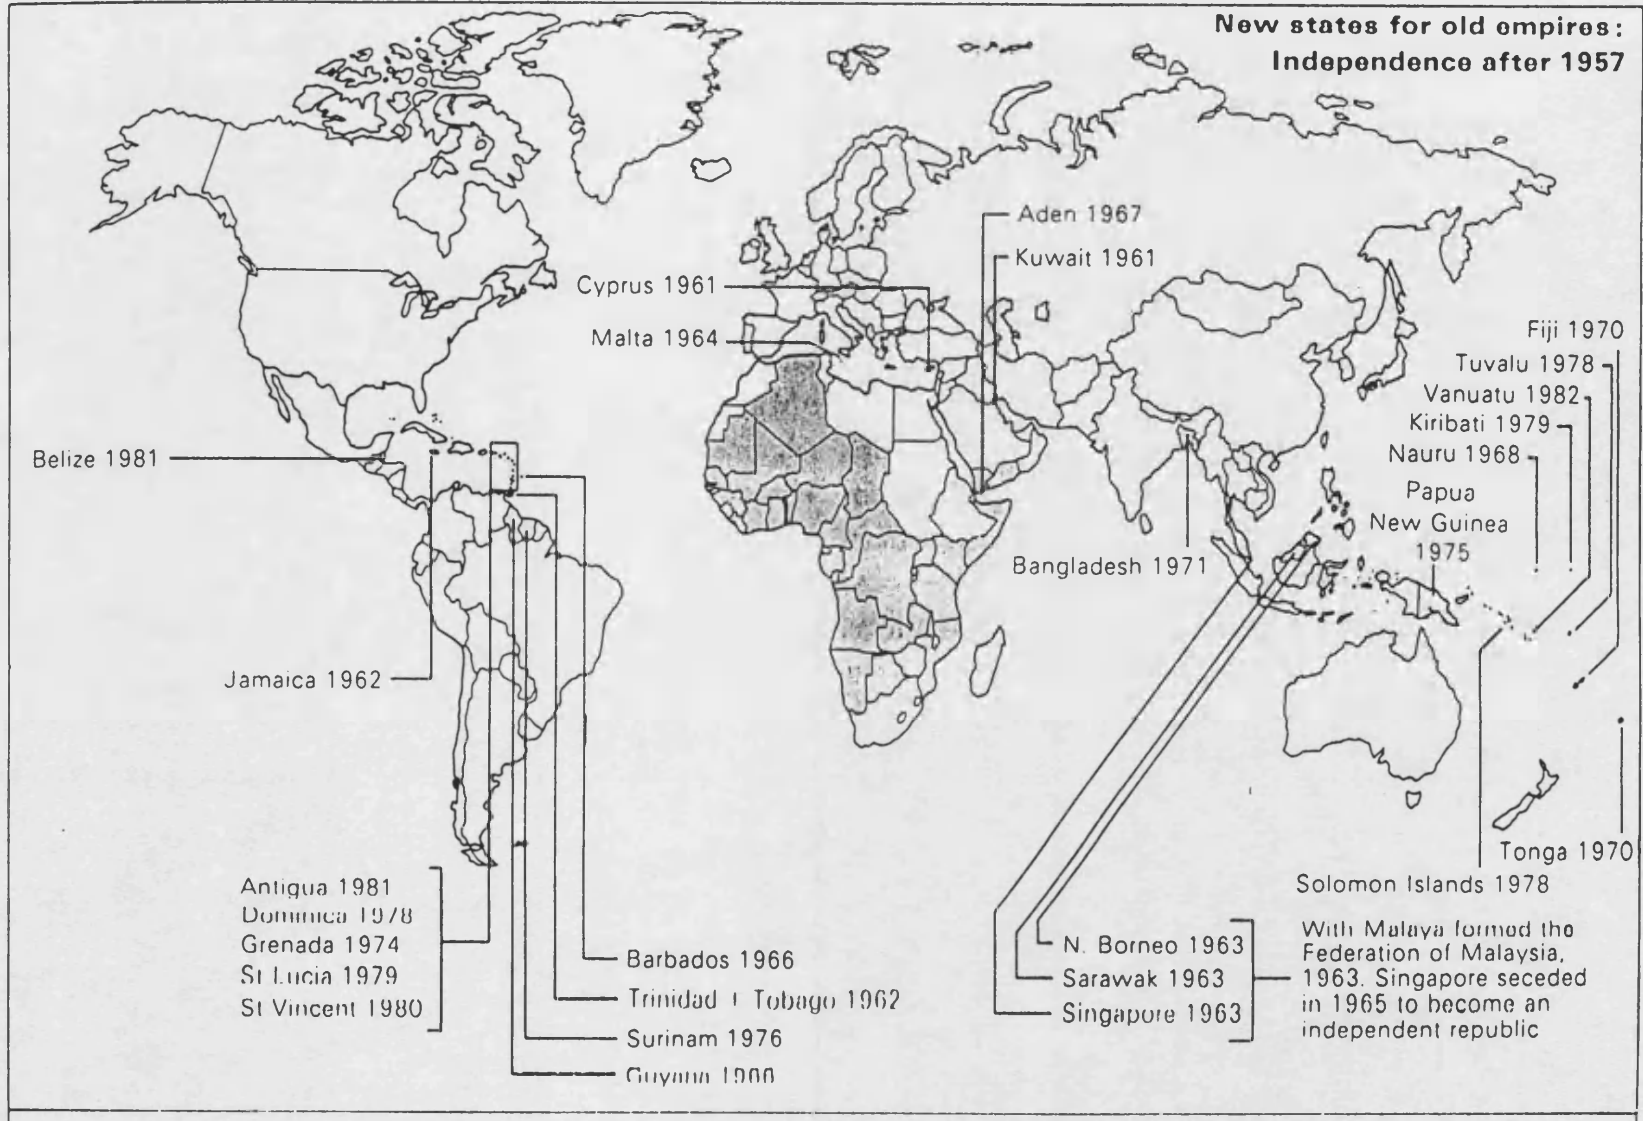 New states for old empires:
Independence after 1957
Aden 1967
Kuwait 1961
Cyprus 1961
Malta 1964
Fiji 1970
Tuvalu 1978
Vanuatu 1982
Kiribati 1979
Nauru 1968
Papua
New Guinea
1975
Belize 1981
Bangladesh 1971
Jamaica 1962
Tonga 1970
Solomon Islands 1978
Antigua 1981
Dominica 1978
Grenada 1974
St Lucia 1979
St Vincent 1980
Barbados 1966
Trinidad + Tobago 1962
Surinam 1976
Guyana
N. Borneo 1963
Sarawak 1963
Singapore 1963
With Malaya formed the
Federation of Malaysia,
1963. Singapore seceded
in 1965 to become an
independent republic